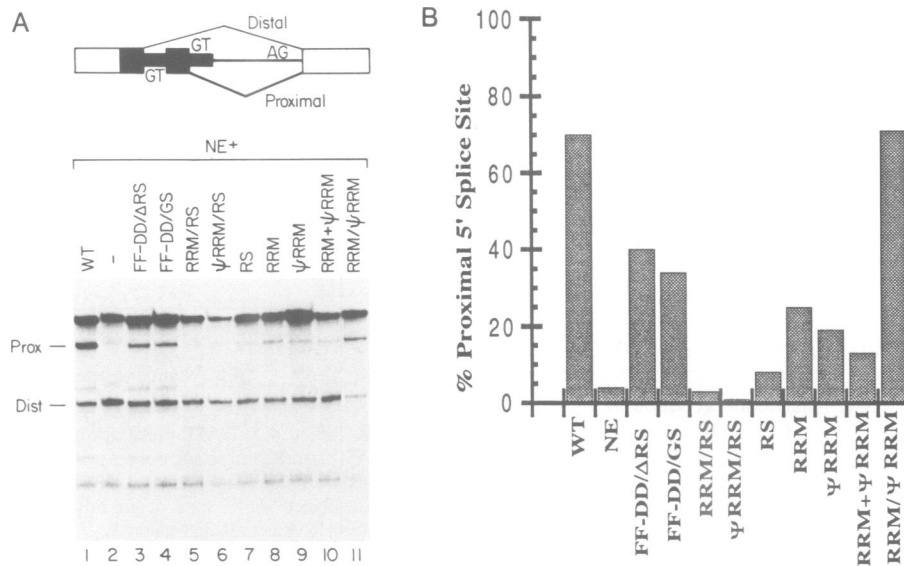 A
Distal
GT
AG
GT
Proximal
NE+
WT
-
FF-DD/ΔRS
FF-DD/GS
RRM/RS
ΨRRM/RS
RS
RRM
ΨRRM
RRM+ΨRRM
RRM/ΨRRM
Prox
Dist
1 2 3 4 5 6 7 8 9 10 11
B
% Proximal 5' Splice Site
100
80
60
40
20
0
WT
NE
FF-DD/ΔRS
FF-DD/GS
RRM/RS
Ψ RRM/RS
RS
RRM
Ψ RRM
RRM+Ψ RRM
RRM/Ψ RRM